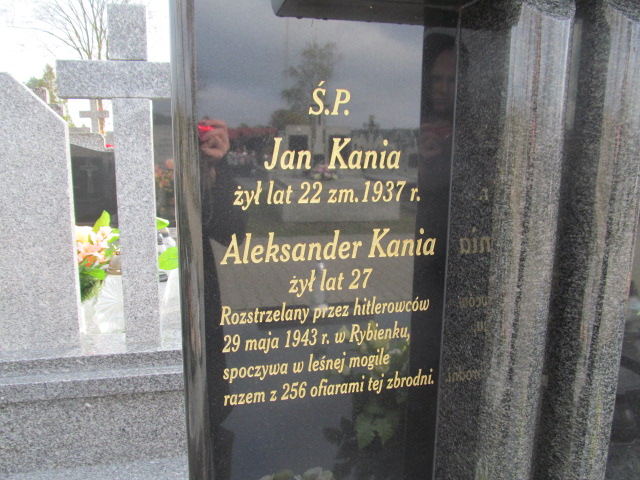 Ś.P.
Jan Kania
żył lat 22 zm. 1937 r.
Aleksander Kania
żył lat 27
Rozstrzelany przez hitlerowców
29 maja 1943 r. w Rybienku,
spoczywa w leśnej mogile
razem z 256 ofiarami tej zbrodni.